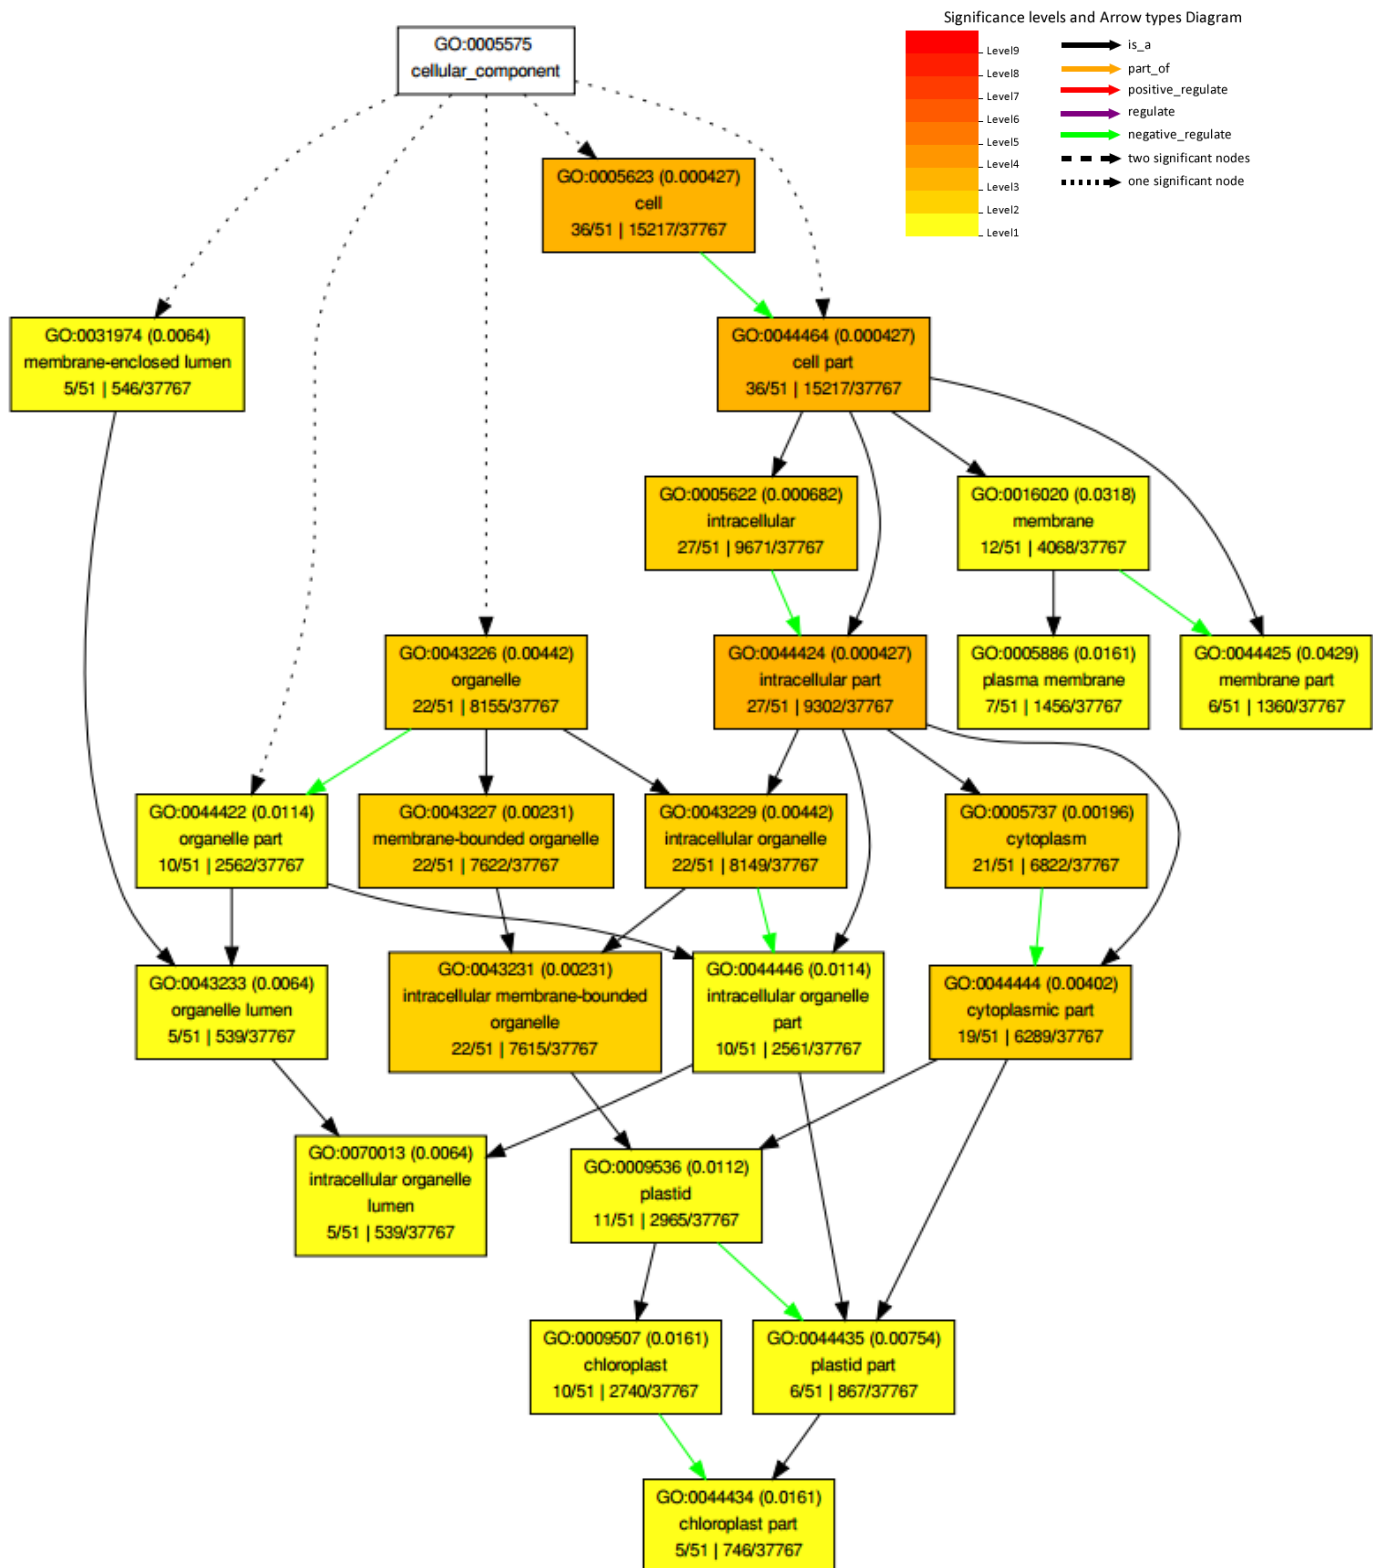 Significance levels and Arrow types Diagram
Level9
Level8
Level7
Level6
Level5
Level4
Level3
Level2
Level1
is_a
part_of
positive_regulate
regulate
negative_regulate
two significant nodes
one significant node
GO:0005575
cellular_component
GO:0005623 (0.000427)
cell
36/51 | 15217/37767
GO:0031974 (0.0064)
membrane-enclosed lumen
5/51 | 546/37767
GO:0044464 (0.000427)
cell part
36/51 | 15217/37767
GO:0005622 (0.000682)
intracellular
27/51 | 9671/37767
GO:0016020 (0.0318)
membrane
12/51 | 4068/37767
GO:0043226 (0.00442)
organelle
22/51 | 8155/37767
GO:0044424 (0.000427)
intracellular part
27/51 | 9302/37767
GO:0005886 (0.0161)
plasma membrane
7/51 | 1456/37767
GO:0044425 (0.0429)
membrane part
6/51 | 1360/37767
GO:0044422 (0.0114)
organelle part
10/51 | 2562/37767
GO:0043227 (0.00231)
membrane-bounded organelle
22/51 | 7622/37767
GO:0043229 (0.00442)
intracellular organelle
22/51 | 8149/37767
GO:0005737 (0.00196)
cytoplasm
21/51 | 6822/37767
GO:0043233 (0.0064)
organelle lumen
5/51 | 539/37767
GO:0043231 (0.00231)
intracellular membrane-bounded
organelle
22/51 | 7615/37767
GO:0044446 (0.0114)
intracellular organelle
part
10/51 | 2561/37767
GO:0044444 (0.00402)
cytoplasmic part
19/51 | 6289/37767
GO:0070013 (0.0064)
intracellular organelle
lumen
5/51 | 539/37767
GO:0009536 (0.0112)
plastid
11/51 | 2965/37767
GO:0009507 (0.0161)
chloroplast
10/51 | 2740/37767
GO:0044435 (0.00754)
plastid part
6/51 | 867/37767
GO:0044434 (0.0161)
chloroplast part
5/51 | 746/37767